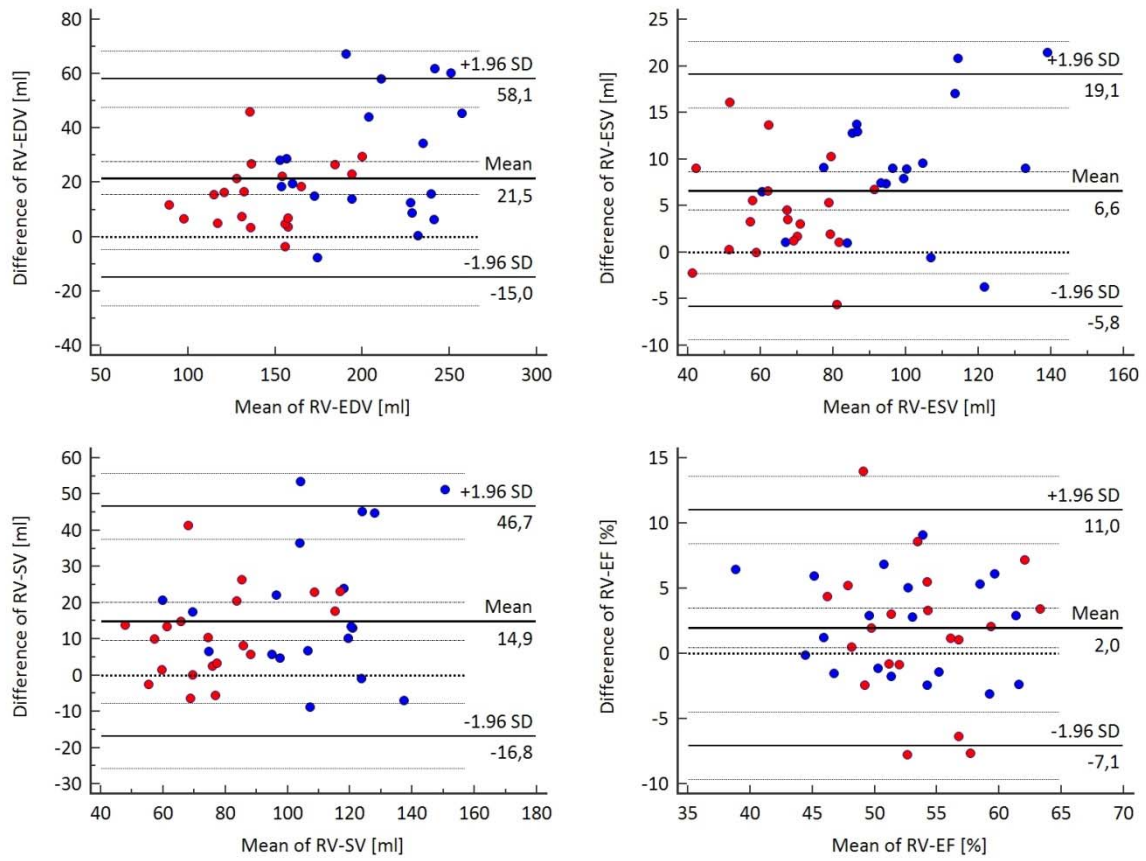 Difference of RV-EDV [ml]
80
60
40
20
0
-20
-40
+1.96 SD
58,1
Mean
21,5
-1.96 SD
-15,0
50 100 150 200 250 300
Mean of RV-EDV [ml]
Difference of RV-ESV [ml]
25
20
15
10
5
0
-5
-10
+1.96 SD
19,1
Mean
6,6
-1.96 SD
-5,8
40 60 80 100 120 140 160
Mean of RV-ESV [ml]
Difference of RV-SV [ml]
60
50
40
30
20
10
0
-10
-20
-30
+1.96 SD
46,7
Mean
14,9
-1.96 SD
-16,8
40 60 80 100 120 140 160 180
Mean of RV-SV [ml]
Difference of RV-EF [%]
15
10
5
0
-5
-10
+1.96 SD
11,0
Mean
2,0
-1.96 SD
-7,1
35 40 45 50 55 60 65 70
Mean of RV-EF [%]